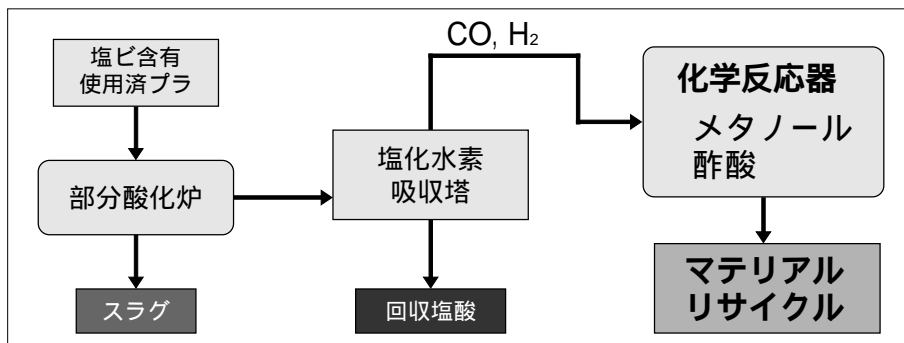 塩ビ含有
使用済プラ
部分酸化炉
スラグ
塩化水素
吸収塔
回収塩酸
CO, H₂
化学反応器
メタノール
酢酸
マテリアル
リサイクル